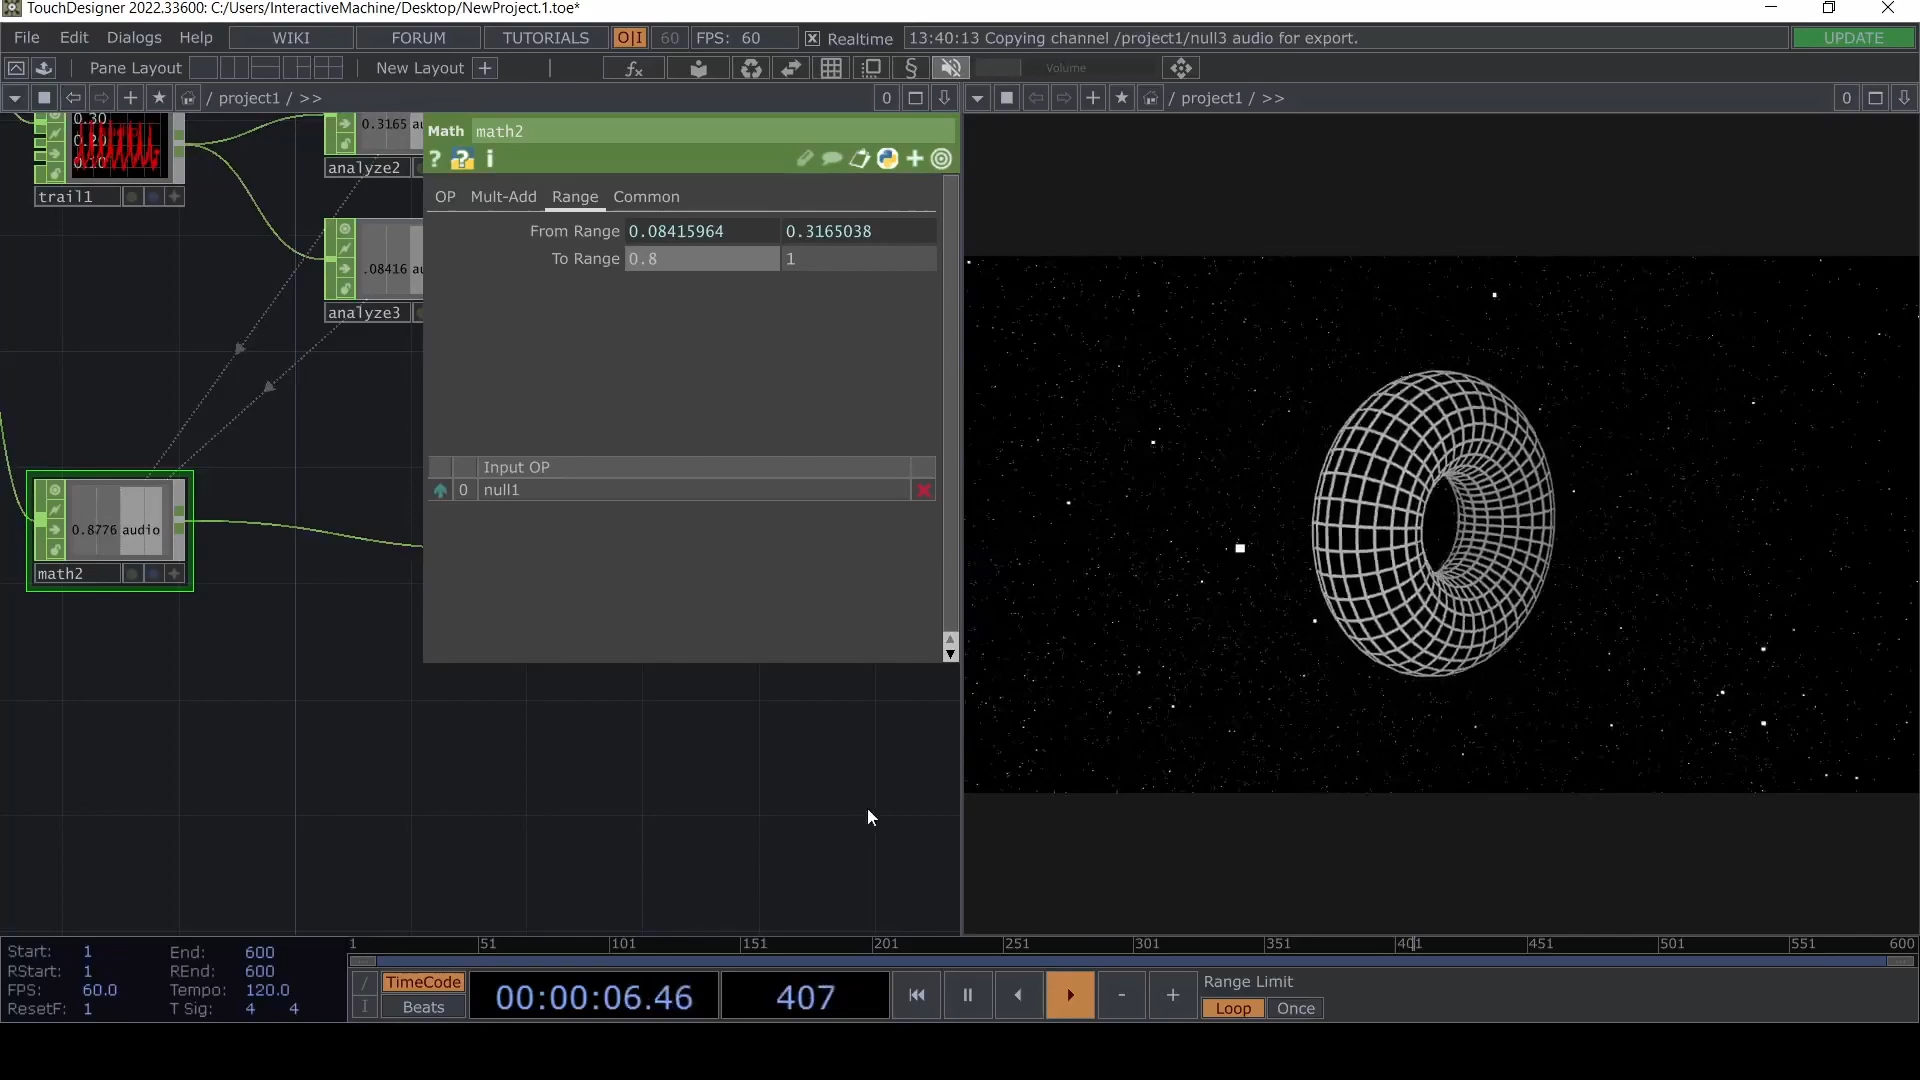 TouchDesigner 2022.33600: C:/Users/InteractiveMachine/Desktop/NewProject.1.toe*
File Edit Dialogs Help WIKI FORUM TUTORIALS O|I 60 FPS: 60 Realtime 13:40:13 Copying channel /project1/null3 audio for export. UPDATE
Pane Layout New Layout + Volume
/ project1 / >> 0
/ project1 / >> 0
0.30
0.20
0.10
trail1
0.3165 au
analyze2
.08416 au
analyze3
0.8776 audio
math2
Math math2
OP Mult-Add Range Common
From Range 0.08415964 0.3165038
To Range 0.8 1
Input OP
0 null1
1 51 101 151 201 251 301 351 401 451 501 551 600
Start: 1 End: 600
RStart: 1 REnd: 600
FPS: 60.0 Tempo: 120.0
ResetF: 1 T Sig: 4 4
TimeCode
Beats
00:00:06.46
407
Range Limit
Loop Once